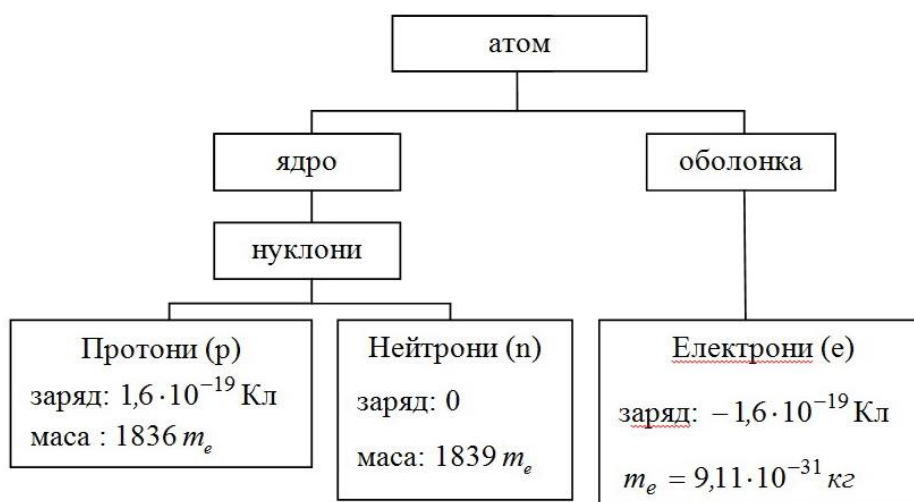 атом
ядро
оболонка
нуклони
Протони (p)
заряд: 1,6·10⁻¹⁹ Кл
маса : 1836 mₑ
Нейтрони (n)
заряд: 0
маса: 1839 mₑ
Електрони (e)
заряд: −1,6·10⁻¹⁹ Кл
mₑ = 9,11·10⁻³¹ кг